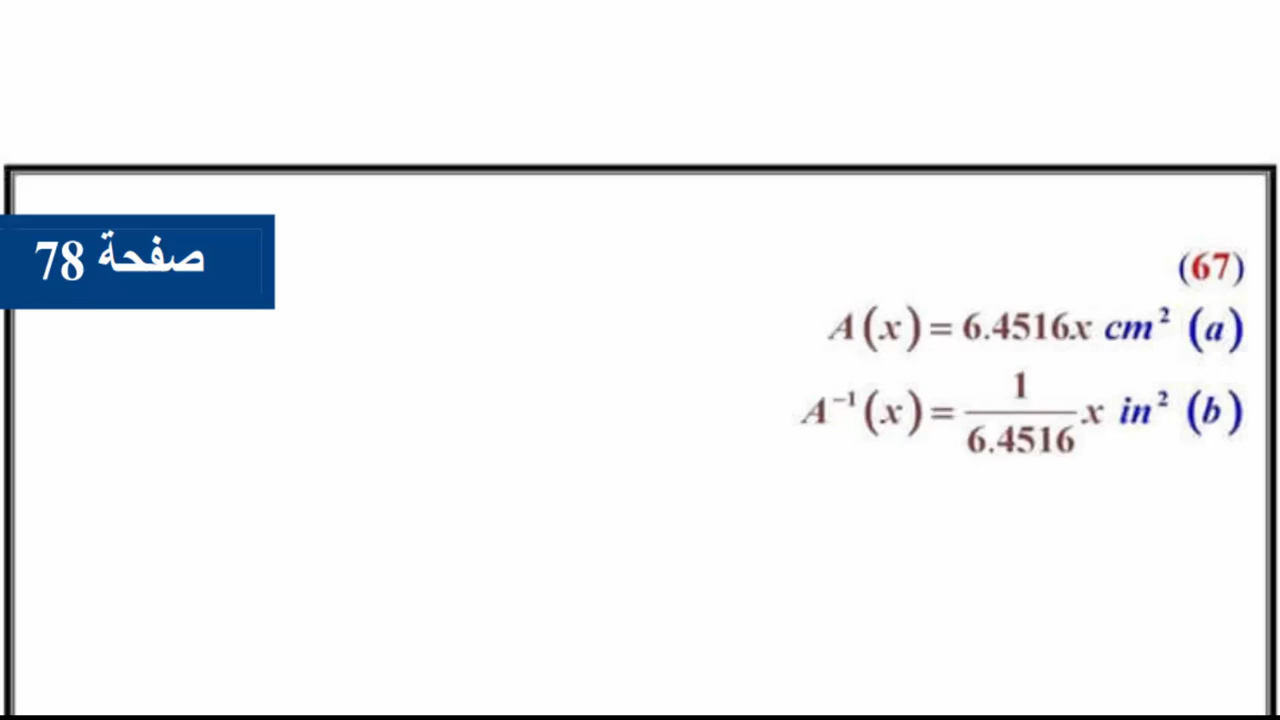 صفحة 78
(67)
(a) A(x) = 6.4516x cm²
(b) A⁻¹(x) = 1/6.4516 x in²